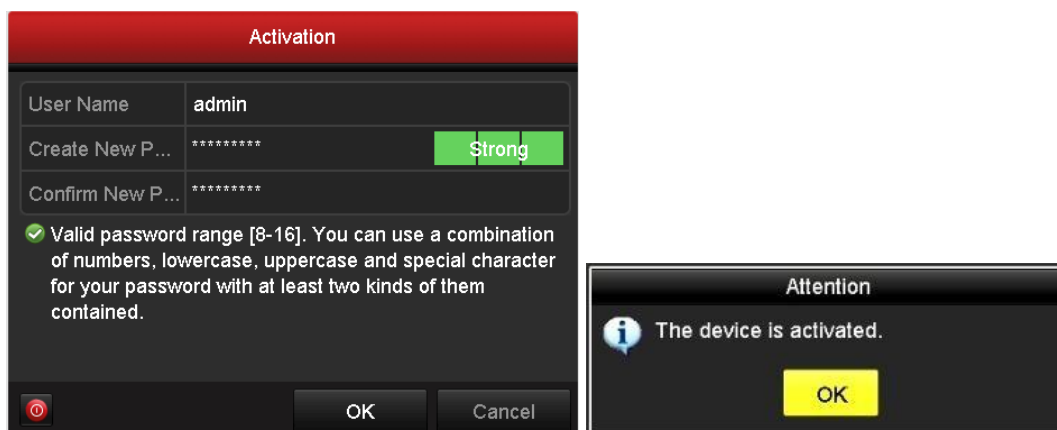 Activation
User Name admin
Create New P... ********* Strong
Confirm New P... *********
Valid password range [8-16]. You can use a combination
of numbers, lowercase, uppercase and special character
for your password with at least two kinds of them
contained.
OK Cancel
Attention
The device is activated.
OK